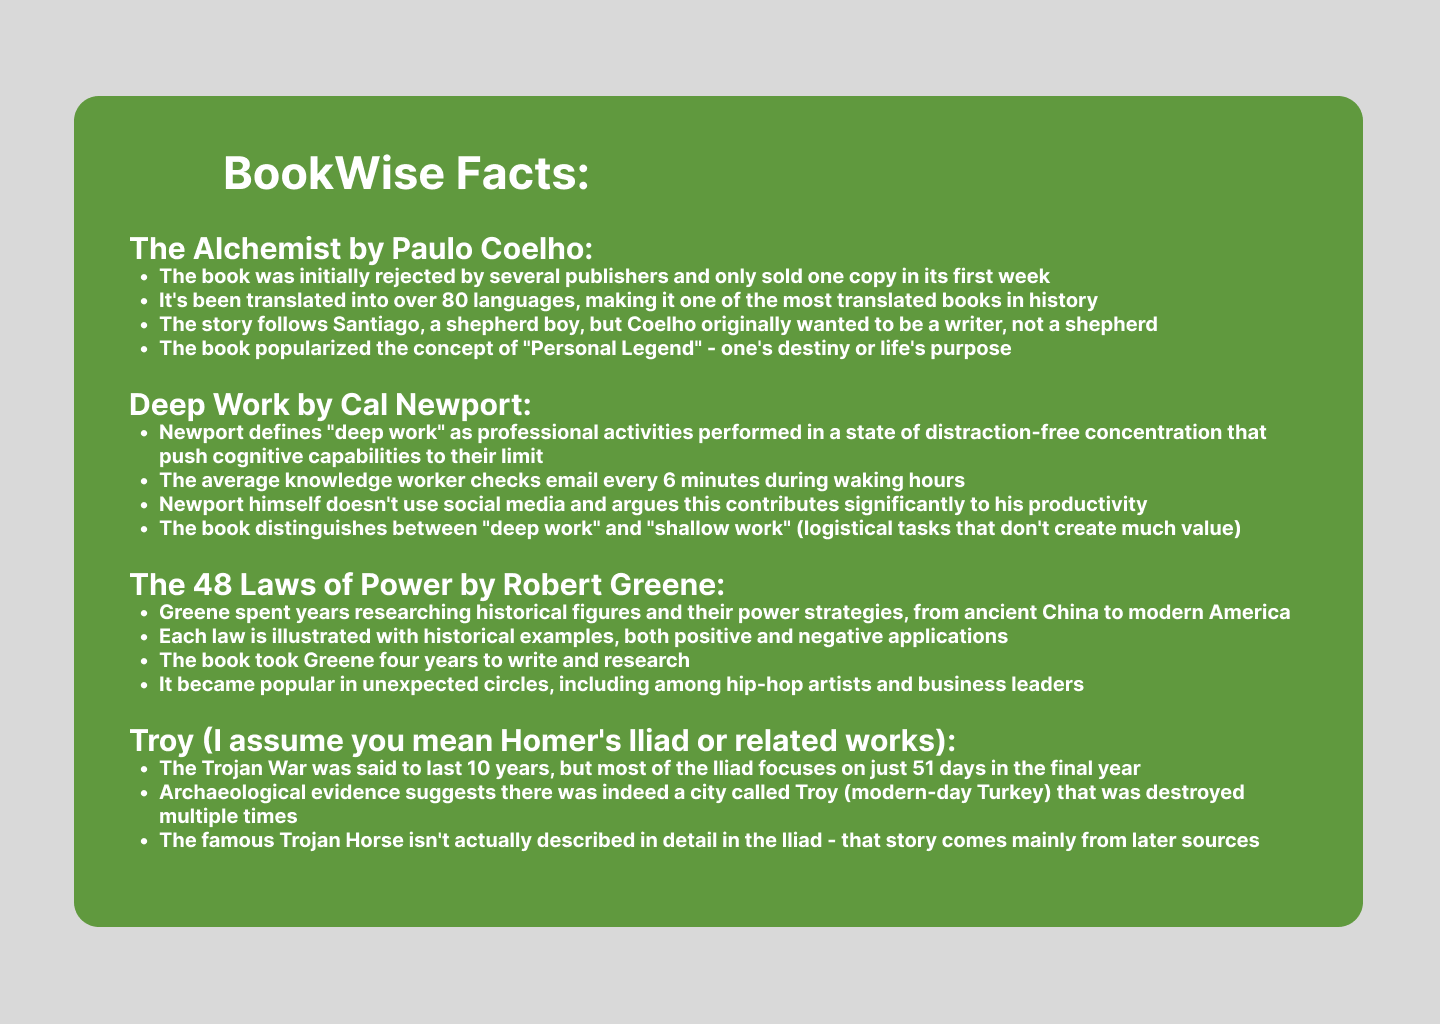 BookWise Facts:
The Alchemist by Paulo Coelho:
• The book was initially rejected by several publishers and only sold one copy in its first week
• It's been translated into over 80 languages, making it one of the most translated books in history
• The story follows Santiago, a shepherd boy, but Coelho originally wanted to be a writer, not a shepherd
• The book popularized the concept of "Personal Legend" - one's destiny or life's purpose
Deep Work by Cal Newport:
• Newport defines "deep work" as professional activities performed in a state of distraction-free concentration that
push cognitive capabilities to their limit
• The average knowledge worker checks email every 6 minutes during waking hours
• Newport himself doesn't use social media and argues this contributes significantly to his productivity
• The book distinguishes between "deep work" and "shallow work" (logistical tasks that don't create much value)
The 48 Laws of Power by Robert Greene:
• Greene spent years researching historical figures and their power strategies, from ancient China to modern America
• Each law is illustrated with historical examples, both positive and negative applications
• The book took Greene four years to write and research
• It became popular in unexpected circles, including among hip-hop artists and business leaders
Troy (I assume you mean Homer's Iliad or related works):
• The Trojan War was said to last 10 years, but most of the Iliad focuses on just 51 days in the final year
• Archaeological evidence suggests there was indeed a city called Troy (modern-day Turkey) that was destroyed
multiple times
• The famous Trojan Horse isn't actually described in detail in the Iliad - that story comes mainly from later sources